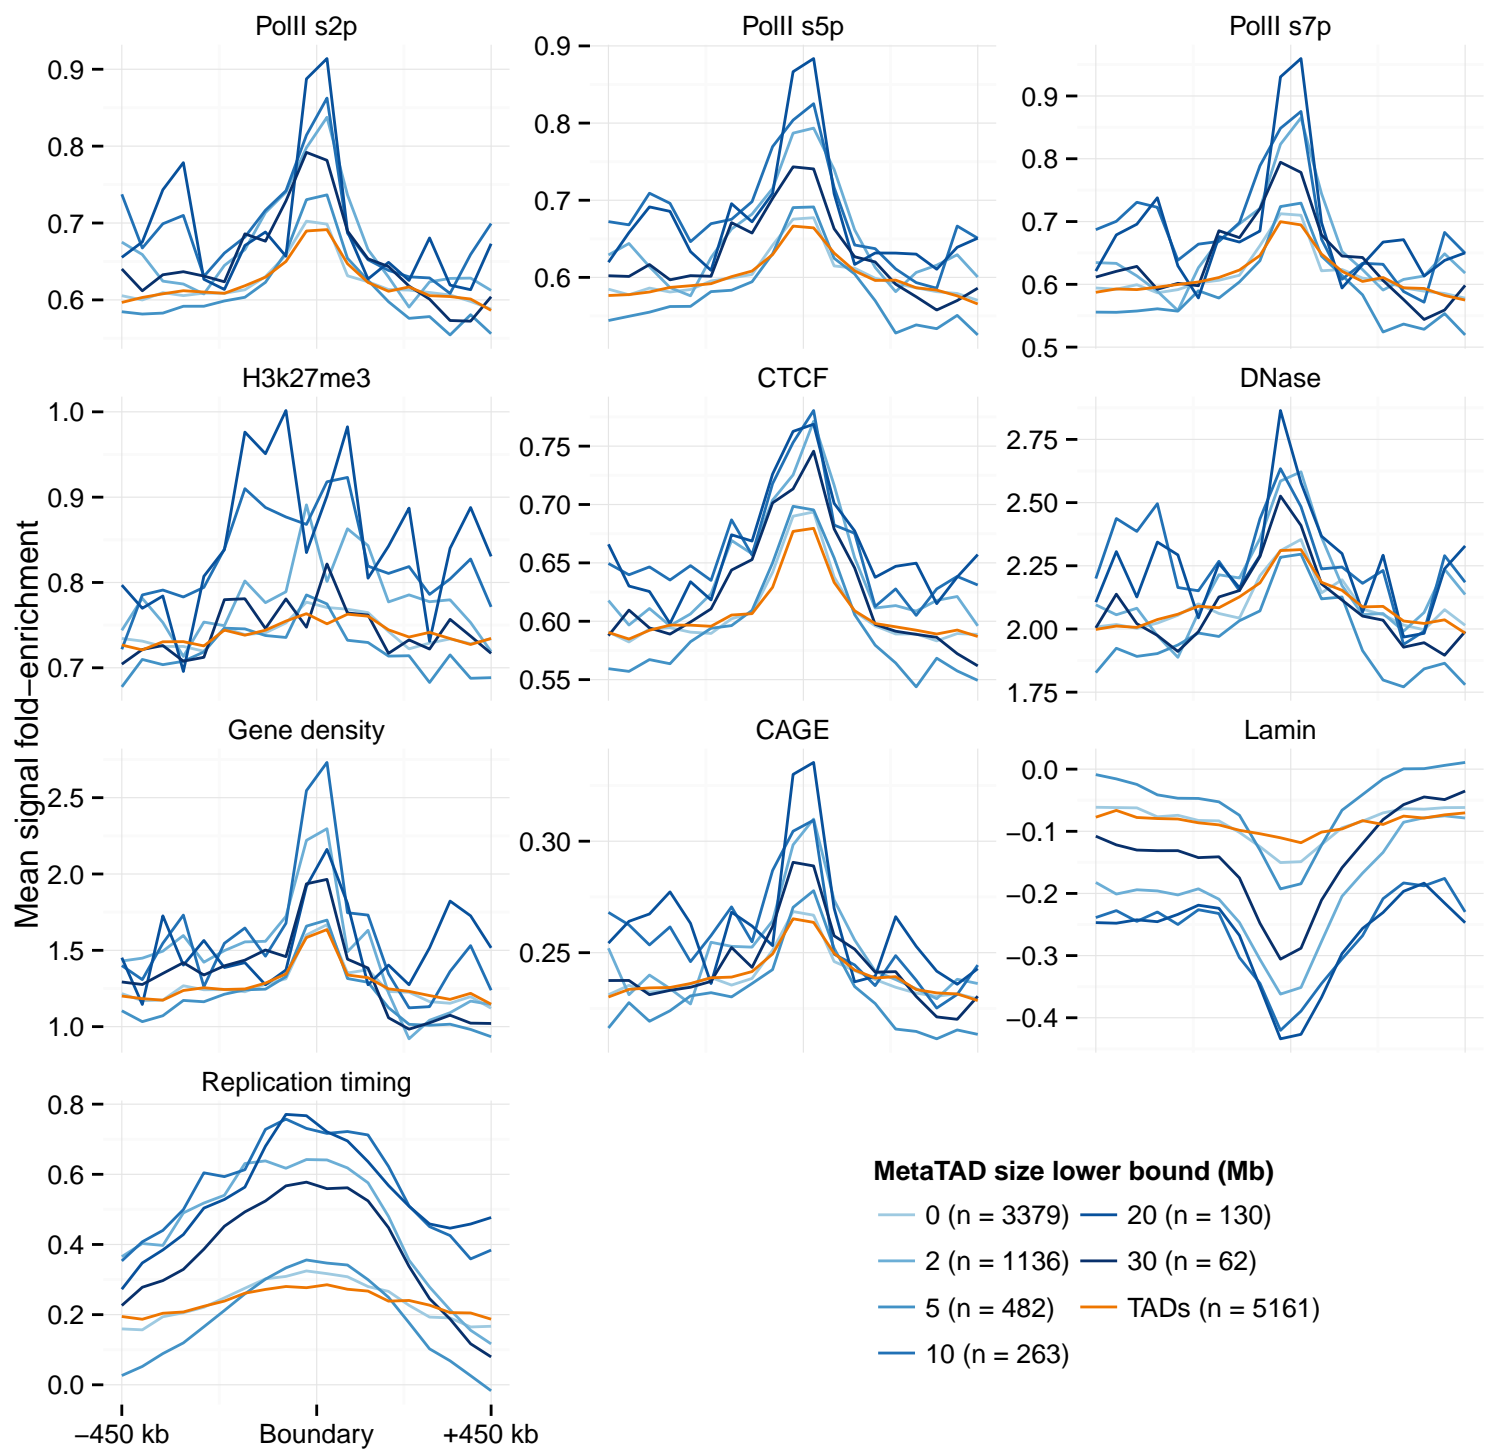 PolII s2p
PolII s5p
PolII s7p
0.9
0.8
0.7
0.6
0.9
0.8
0.7
0.6
0.9
0.8
0.7
0.6
0.5
H3k27me3
CTCF
DNase
1.0
0.9
0.8
0.7
0.75
0.70
0.65
0.60
0.55
2.75
2.50
2.25
2.00
1.75
Mean signal fold−enrichment
Gene density
CAGE
Lamin
2.5
2.0
1.5
1.0
0.30
0.25
0.0
−0.1
−0.2
−0.3
−0.4
Replication timing
0.8
0.6
0.4
0.2
0.0
−450 kb
Boundary
+450 kb
MetaTAD size lower bound (Mb)
0 (n = 3379)
2 (n = 1136)
5 (n = 482)
10 (n = 263)
20 (n = 130)
30 (n = 62)
TADs (n = 5161)